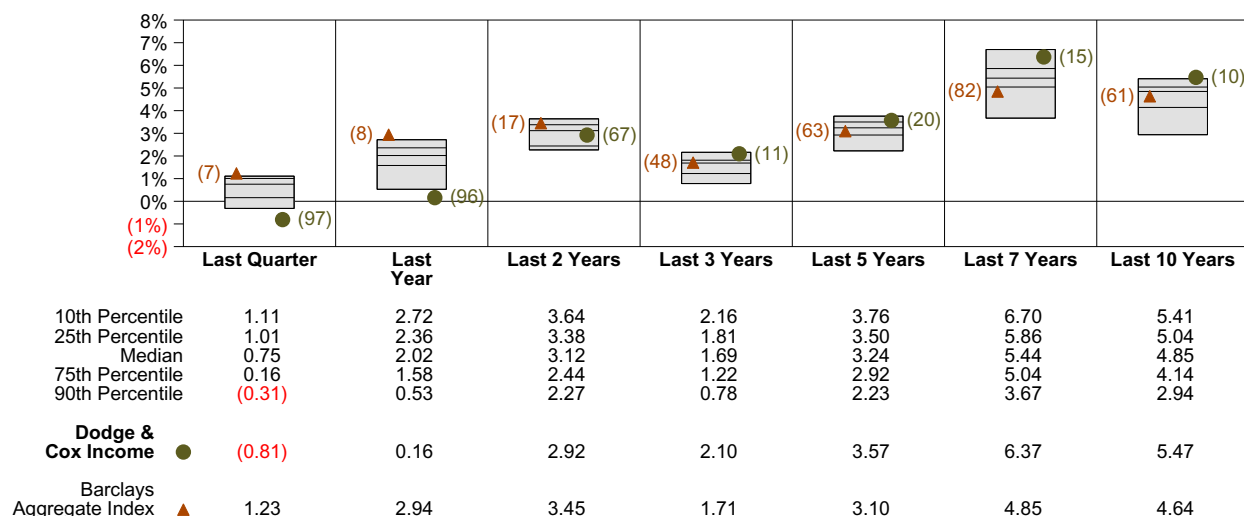 8%
7%
6%
5%
4%
3%
2%
1%
0%
(1%)
(2%)
(7)
(97)
(8)
(96)
(17)
(67)
(48)
(11)
(63)
(20)
(82)
(15)
(61)
(10)
Last Quarter Last Year Last 2 Years Last 3 Years Last 5 Years Last 7 Years Last 10 Years
10th Percentile 1.11 2.72 3.64 2.16 3.76 6.70 5.41
25th Percentile 1.01 2.36 3.38 1.81 3.50 5.86 5.04
Median 0.75 2.02 3.12 1.69 3.24 5.44 4.85
75th Percentile 0.16 1.58 2.44 1.22 2.92 5.04 4.14
90th Percentile (0.31) 0.53 2.27 0.78 2.23 3.67 2.94
Dodge &
Cox Income (0.81) 0.16 2.92 2.10 3.57 6.37 5.47
Barclays
Aggregate Index 1.23 2.94 3.45 1.71 3.10 4.85 4.64